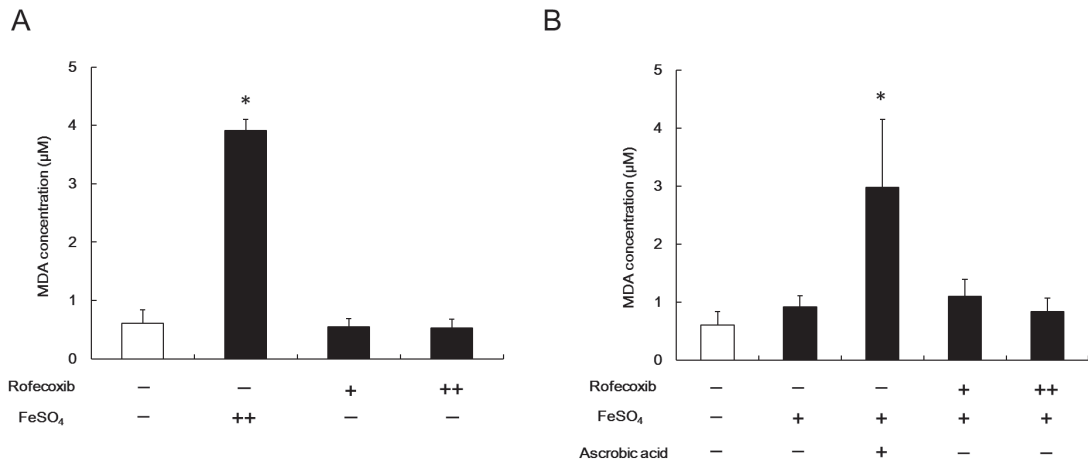 A
MDA concentration (μM)
5
4
3
2
1
0
*
Rofecoxib − − + ++
FeSO₄ − ++ − −
B
MDA concentration (μM)
5
4
3
2
1
0
*
Rofecoxib − − − + ++
FeSO₄ − + + + +
Ascrobic acid − − + − −